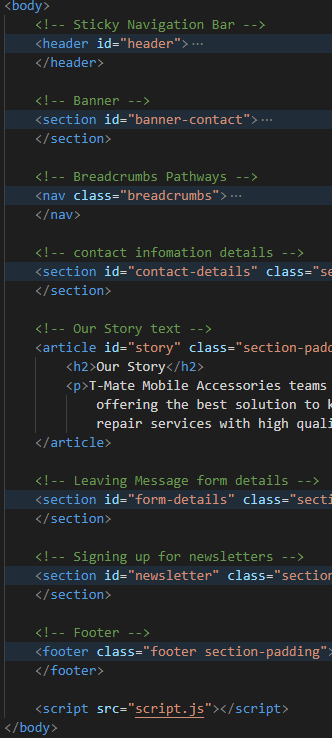 <body>
<!-- Sticky Navigation Bar -->
<header id="header">···
</header>
<!-- Banner -->
<section id="banner-contact">···
</section>
<!-- Breadcrumbs Pathways -->
<nav class="breadcrumbs">···
</nav>
<!-- contact infomation details -->
<section id="contact-details" class="se
</section>
<!-- Our Story text -->
<article id="story" class="section-padd
<h2>Our Story</h2>
<p>T-Mate Mobile Accessories teams
offering the best solution to k
repair services with high quali
</article>
<!-- Leaving Message form details -->
<section id="form-details" class="secti
</section>
<!-- Signing up for newsletters -->
<section id="newsletter" class="section
</section>
<!-- Footer -->
<footer class="footer section-padding">
</footer>
<script src="script.js"></script>
</body>